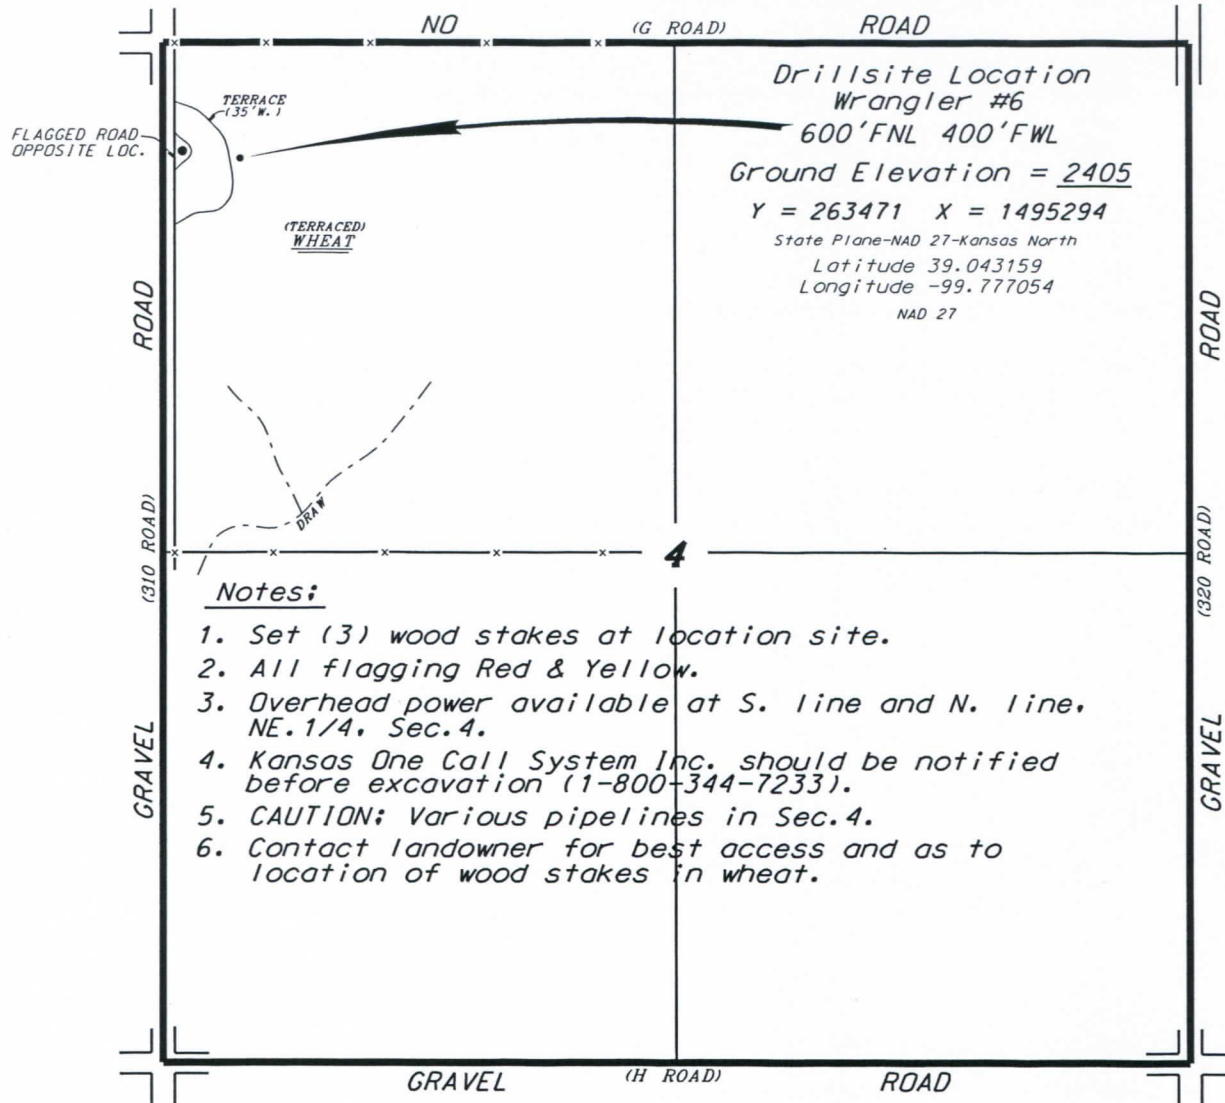 NO (G ROAD) ROAD
Drillsite Location
Wrangler #6
600'FNL 400'FWL
Ground Elevation = 2405
Y = 263471 X = 1495294
State Plane-NAD 27-Kansas North
Latitude 39.043159
Longitude -99.777054
NAD 27
TERRACE
(35'W.)
FLAGGED ROAD
OPPOSITE LOC.
(TERRACED)
WHEAT
ROAD
(310 ROAD)
GRAVEL
DRAW
4
ROAD
(320 ROAD)
GRAVEL
Notes:
1. Set (3) wood stakes at location site.
2. All flagging Red & Yellow.
3. Overhead power available at S. line and N. line,
NE.1/4, Sec.4.
4. Kansas One Call System Inc. should be notified
before excavation (1-800-344-7233).
5. CAUTION: Various pipelines in Sec.4.
6. Contact landowner for best access and as to
location of wood stakes in wheat.
GRAVEL (H ROAD) ROAD